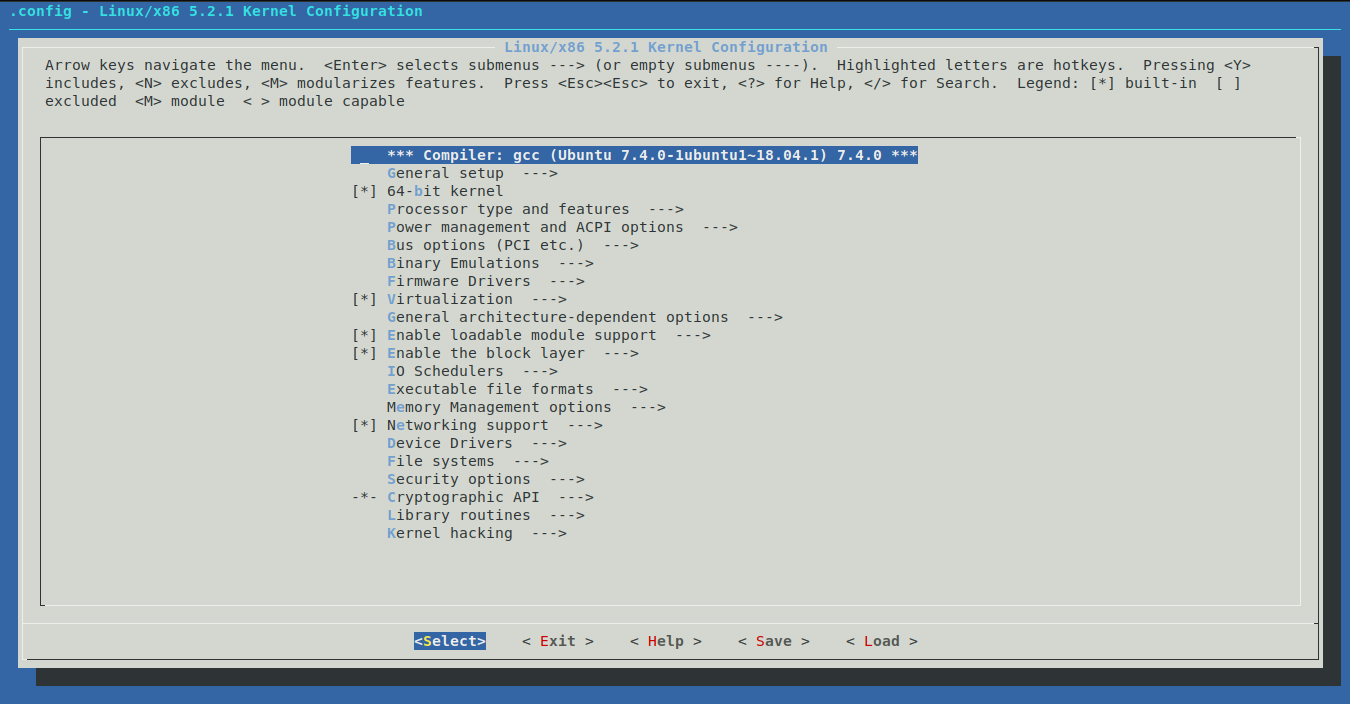 .config - Linux/x86 5.2.1 Kernel Configuration
Linux/x86 5.2.1 Kernel Configuration
Arrow keys navigate the menu.  <Enter> selects submenus ---> (or empty submenus ----).  Highlighted letters are hotkeys.  Pressing <Y>
includes, <N> excludes, <M> modularizes features.  Press <Esc><Esc> to exit, <?> for Help, </> for Search.  Legend: [*] built-in  [ ]
excluded  <M> module  < > module capable
*** Compiler: gcc (Ubuntu 7.4.0-1ubuntu1~18.04.1) 7.4.0 ***
General setup  --->
[*] 64-bit kernel
Processor type and features  --->
Power management and ACPI options  --->
Bus options (PCI etc.)  --->
Binary Emulations  --->
Firmware Drivers  --->
[*] Virtualization  --->
General architecture-dependent options  --->
[*] Enable loadable module support  --->
[*] Enable the block layer  --->
IO Schedulers  --->
Executable file formats  --->
Memory Management options  --->
[*] Networking support  --->
Device Drivers  --->
File systems  --->
Security options  --->
-*- Cryptographic API  --->
Library routines  --->
Kernel hacking  --->
<Select>    < Exit >    < Help >    < Save >    < Load >